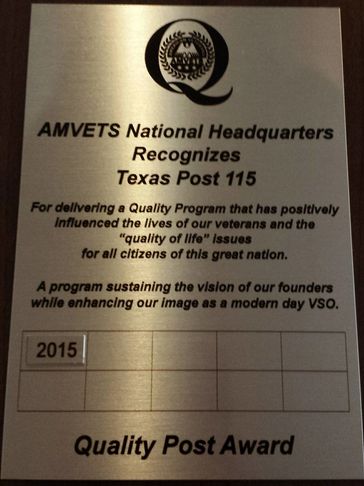 AMVETS National Headquarters
Recognizes
Texas Post 115
For delivering a Quality Program that has positively
influenced the lives of our veterans and the
"quality of life" issues
for all citizens of this great nation.
A program sustaining the vision of our founders
while enhancing our image as a modern day VSO.
2015
Quality Post Award